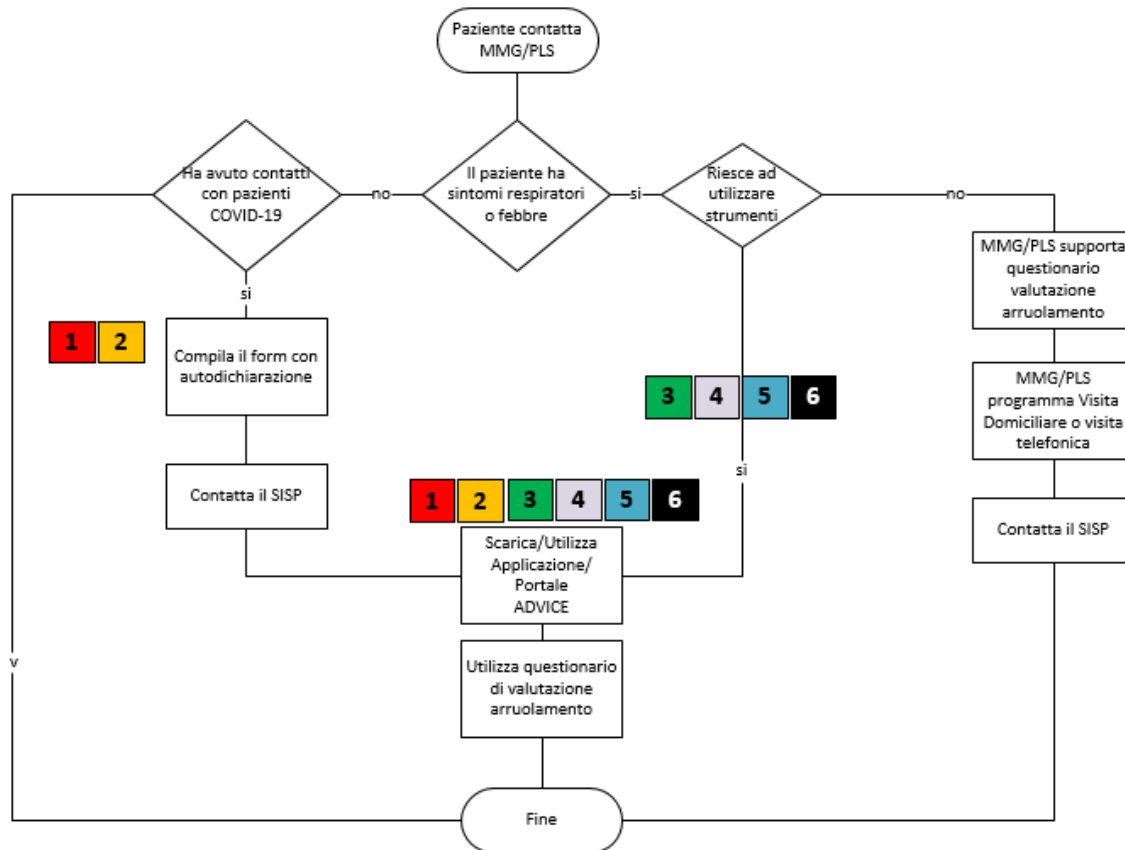 Paziente contatta
MMG/PLS
Ha avuto contatti
con pazienti
COVID-19
no
Il paziente ha
sintomi respiratori
o febbre
si
Riesce ad
utilizzare
strumenti
no
MMG/PLS supporta
questionario
valutazione
arruolamento
si
1
2
Compila il form con
autodichiarazione
MMG/PLS
programma Visita
Domiciliare o visita
telefonica
3
4
5
6
si
Contatta il SISP
1
2
3
4
5
6
Contatta il SISP
Scarica/Utilizza
Applicazione/
Portale
ADVICE
v
Utilizza questionario
di valutazione
arruolamento
Fine